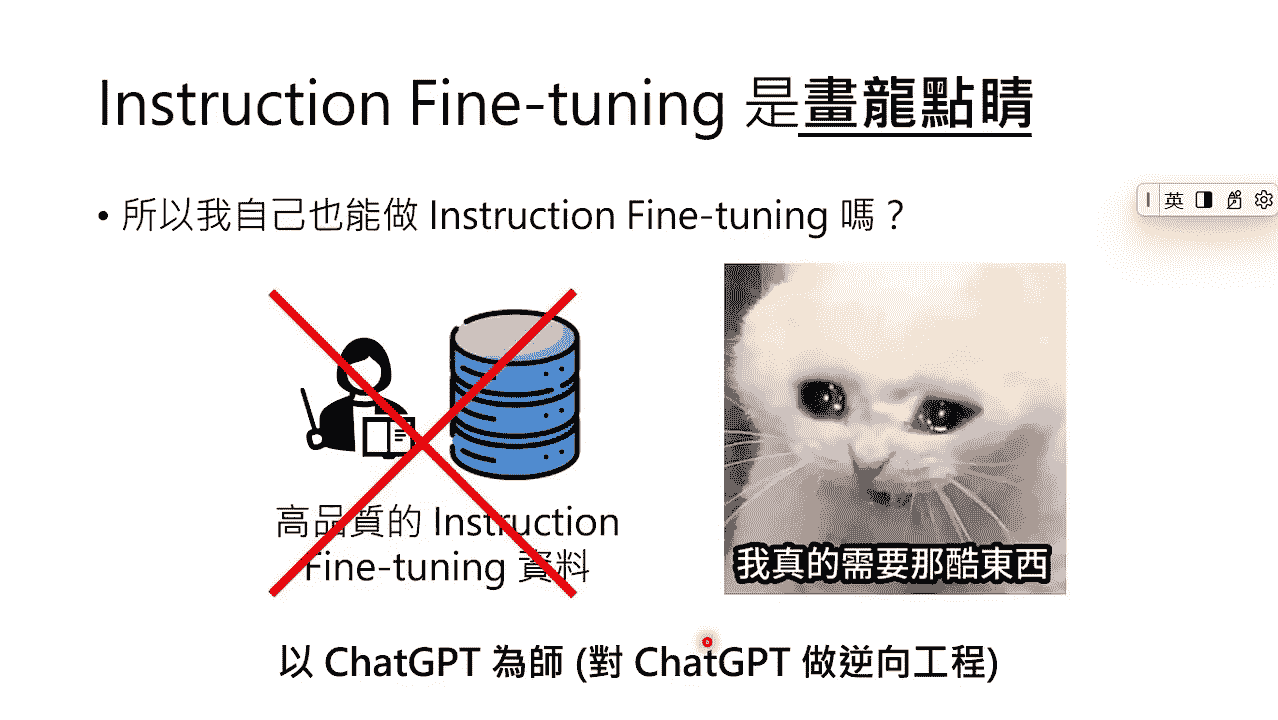 Instruction Fine-tuning 是畫龍點睛
• 所以我自己也能做 Instruction Fine-tuning 嗎？
英
高品質的 Instruction
Fine-tuning 資料
我真的需要那酷東西
以 ChatGPT 為師 (對 ChatGPT 做逆向工程)